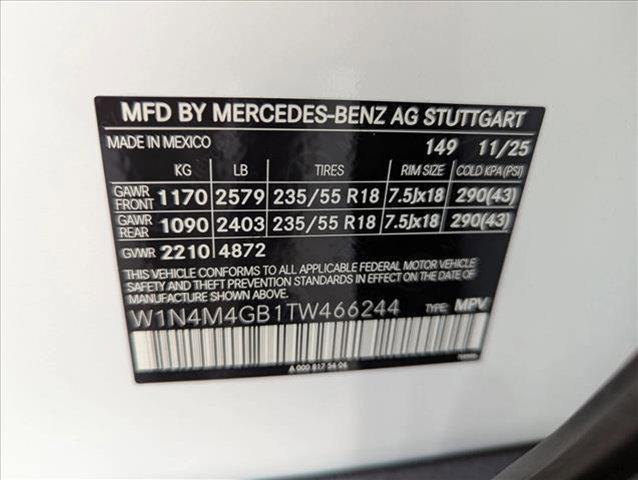 MFD BY MERCEDES-BENZ AG STUTTGART
MADE IN MEXICO 149 11/25
KG LB TIRES RIM SIZE COLD KPA(PSI)
GAWR FRONT 1170 2579 235/55 R18 7.5Jx18 290(43)
GAWR REAR 1090 2403 235/55 R18 7.5Jx18 290(43)
GVWR 2210 4872
THIS VEHICLE CONFORMS TO ALL APPLICABLE FEDERAL MOTOR VEHICLE
SAFETY AND THEFT PREVENTION STANDARDS IN EFFECT ON THE DATE OF
MANUFACTURE SHOWN ABOVE.
W1N4M4GB1TW466244 TYPE: MPV
A 000 817 54 04